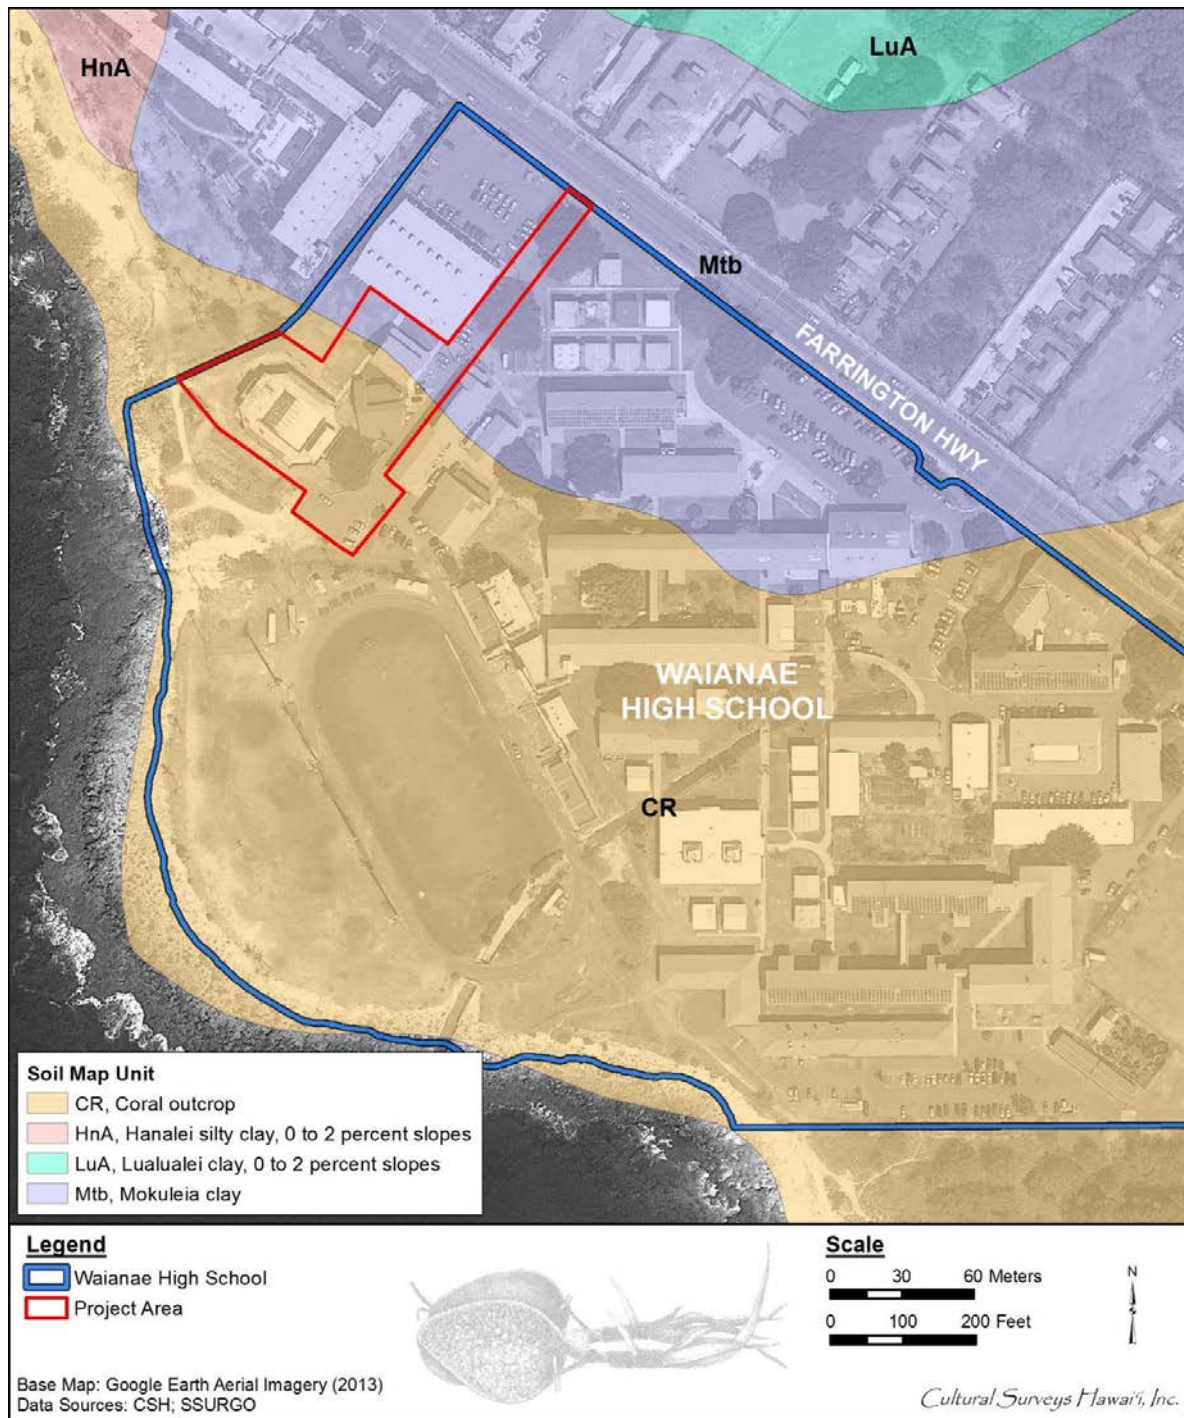 HnA
LuA
Mtb
FARRINGTON HWY
WAIANAE
HIGH SCHOOL
CR
Soil Map Unit
CR, Coral outcrop
HnA, Hanalei silty clay, 0 to 2 percent slopes
LuA, Lualualei clay, 0 to 2 percent slopes
Mtb, Mokuleia clay
Legend
Waianae High School
Project Area
Scale
0 30 60 Meters
0 100 200 Feet
N
Base Map: Google Earth Aerial Imagery (2013)
Data Sources: CSH; SSURGO
Cultural Surveys Hawai‘i, Inc.